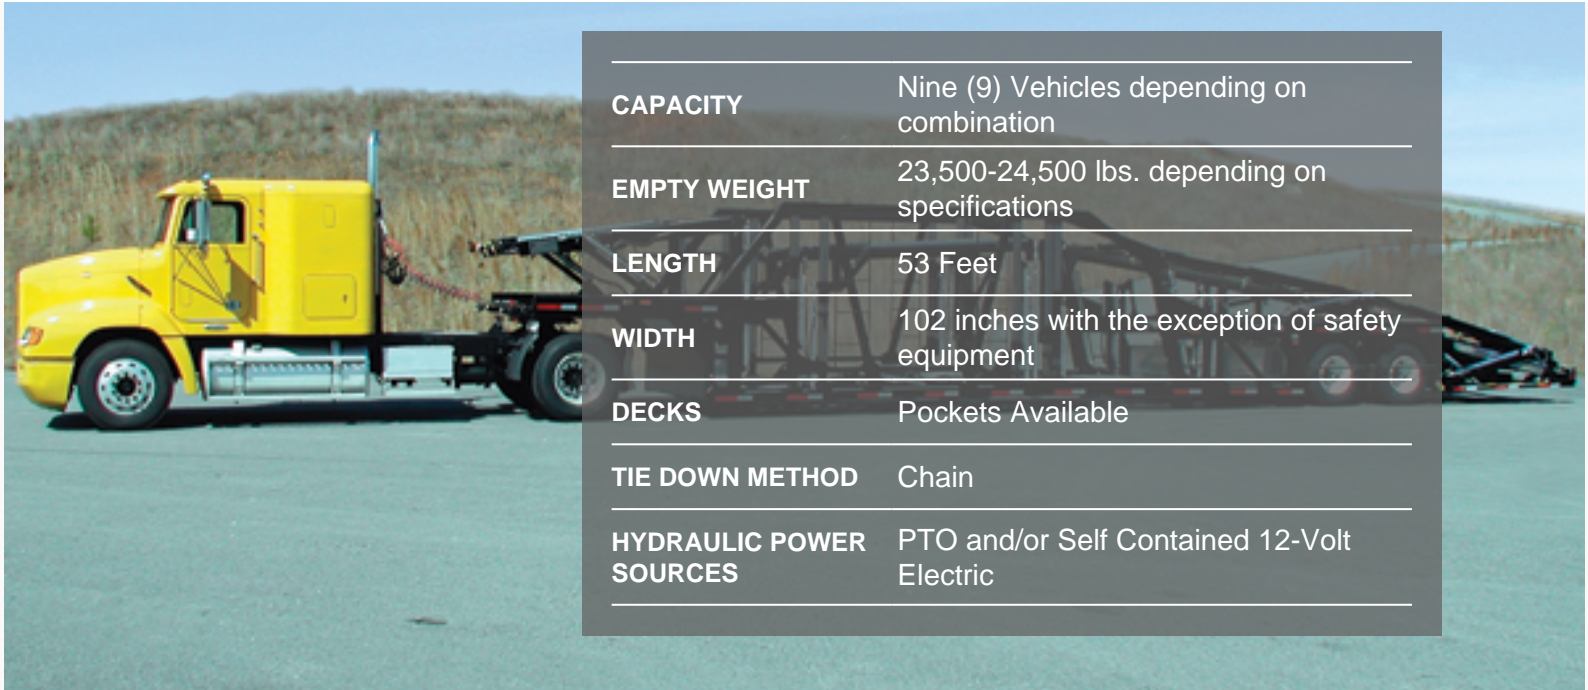 CAPACITY
Nine (9) Vehicles depending on
combination
EMPTY WEIGHT
23,500-24,500 lbs. depending on
specifications
LENGTH
53 Feet
WIDTH
102 inches with the exception of safety
equipment
DECKS
Pockets Available
TIE DOWN METHOD
Chain
HYDRAULIC POWER
SOURCES
PTO and/or Self Contained 12-Volt
Electric